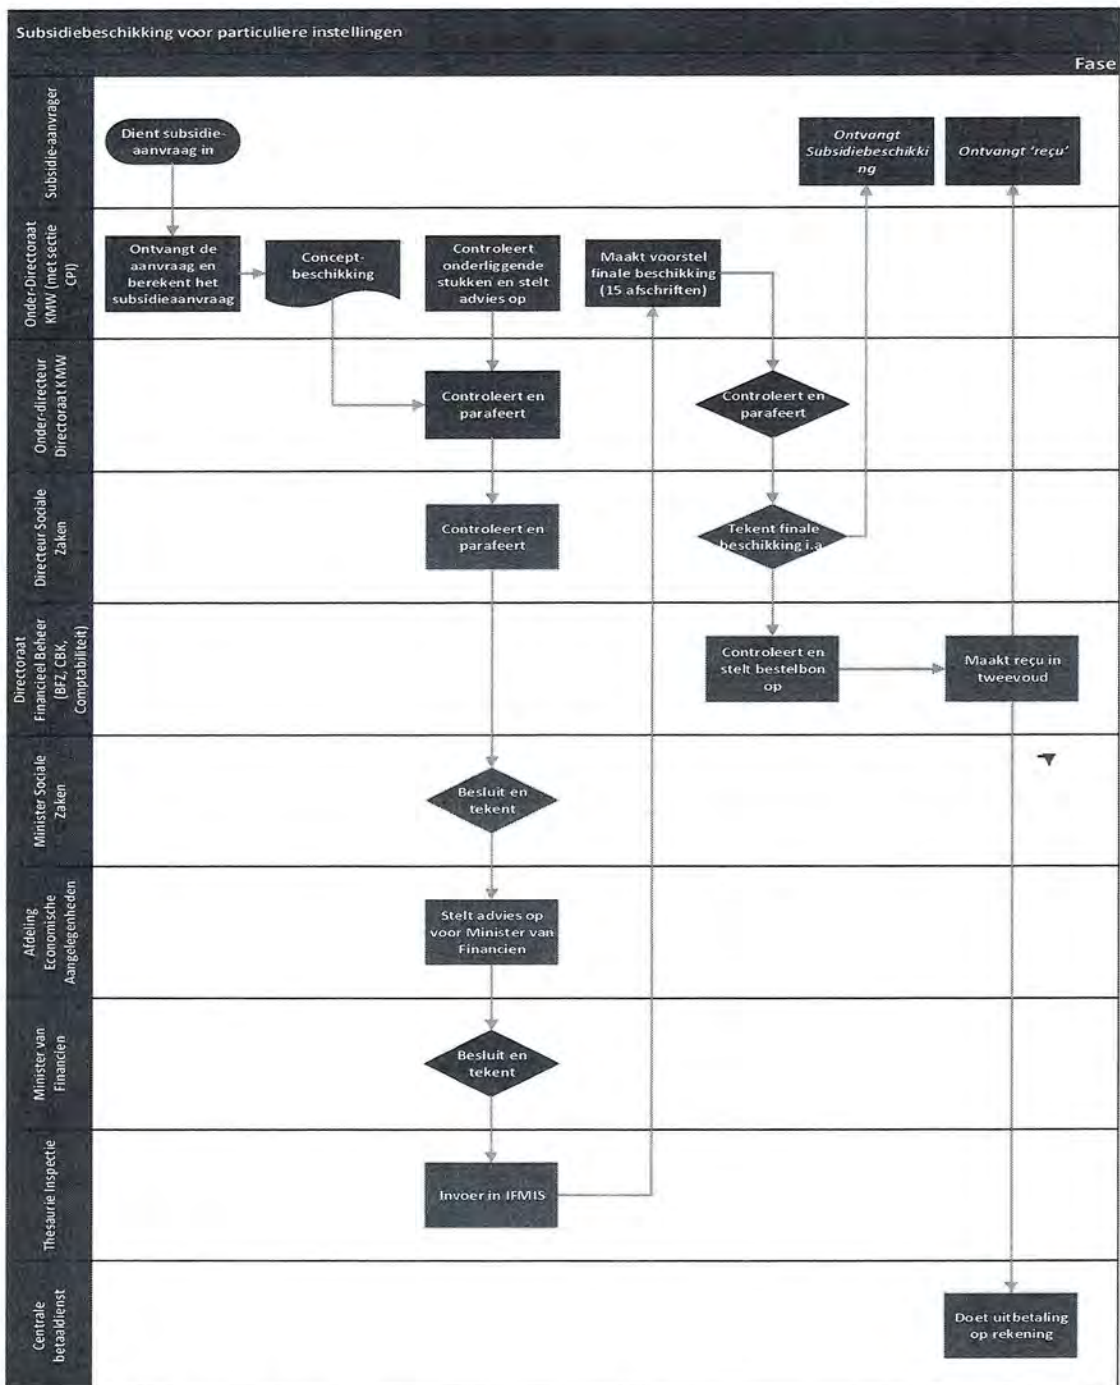 Subsidiebeschikking voor particuliere instellingen
Fase
Subsidie-aanvrager
Dient subsidie-
aanvraag in
Ontvangt
Subsidiebeschikki
ng
Ontvangt ‘reçu’
Onder-Directoraat
KMW (met sectie
CPI)
Ontvangt de
aanvraag en
berekent het
subsidieaanvraag
Concept-
beschikking
Controleert
onderliggende
stukken en stelt
advies op
Maakt voorstel
finale beschikking
(15 afschriften)
Onder-directeur
Directoraat KMW
Controleert en
parafeert
Controleert en
parafeert
Directeur Sociale
Zaken
Controleert en
parafeert
Tekent finale
beschikking i.a
Directoraat
Financieel Beheer
(BFZ, CBK,
Comptabiliteit)
Controleert en
stelt bestelbon
op
Maakt reçu in
tweevoud
Minister Sociale
Zaken
Besluit en
tekent
Afdeling
Economische
Aangelegenheden
Stelt advies op
voor Minister van
Financien
Minister van
Financien
Besluit en
tekent
Thesaurie Inspectie
Invoer in IFMIS
Centrale
betaaldienst
Doet uitbetaling
op rekening